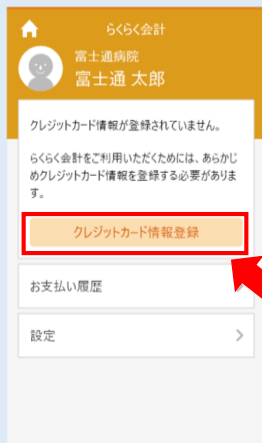 らくらく会計
富士通病院
富士通 太郎
クレジットカード情報が登録されていません。
らくらく会計をご利用いただくためには、あらかじ
めクレジットカード情報を登録する必要がありま
す。
クレジットカード情報登録
お支払い履歴
設定